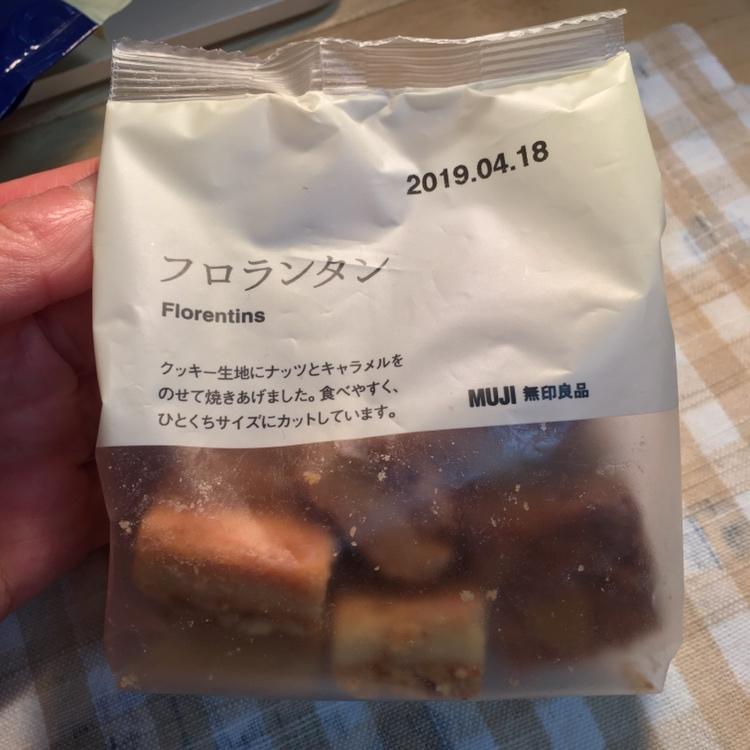 2019.04.18
フロランタン
Florentins
クッキー生地にナッツとキャラメルを
のせて焼きあげました。食べやすく、
ひとくちサイズにカットしています。
MUJI 無印良品